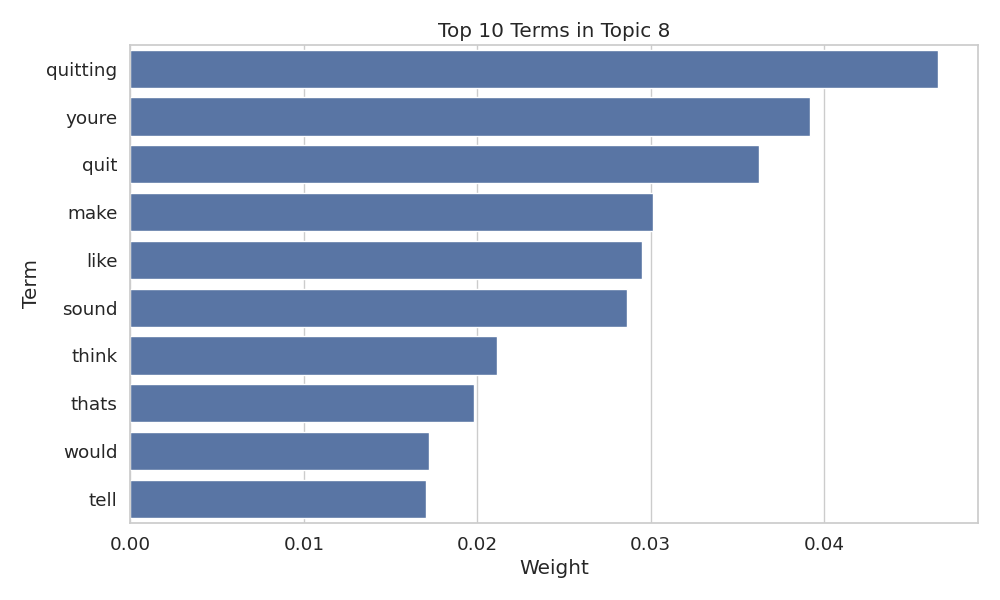 Top 10 Terms in Topic 8
quitting
youre
quit
make
like
sound
think
thats
would
tell
Term
0.00 0.01 0.02 0.03 0.04
Weight